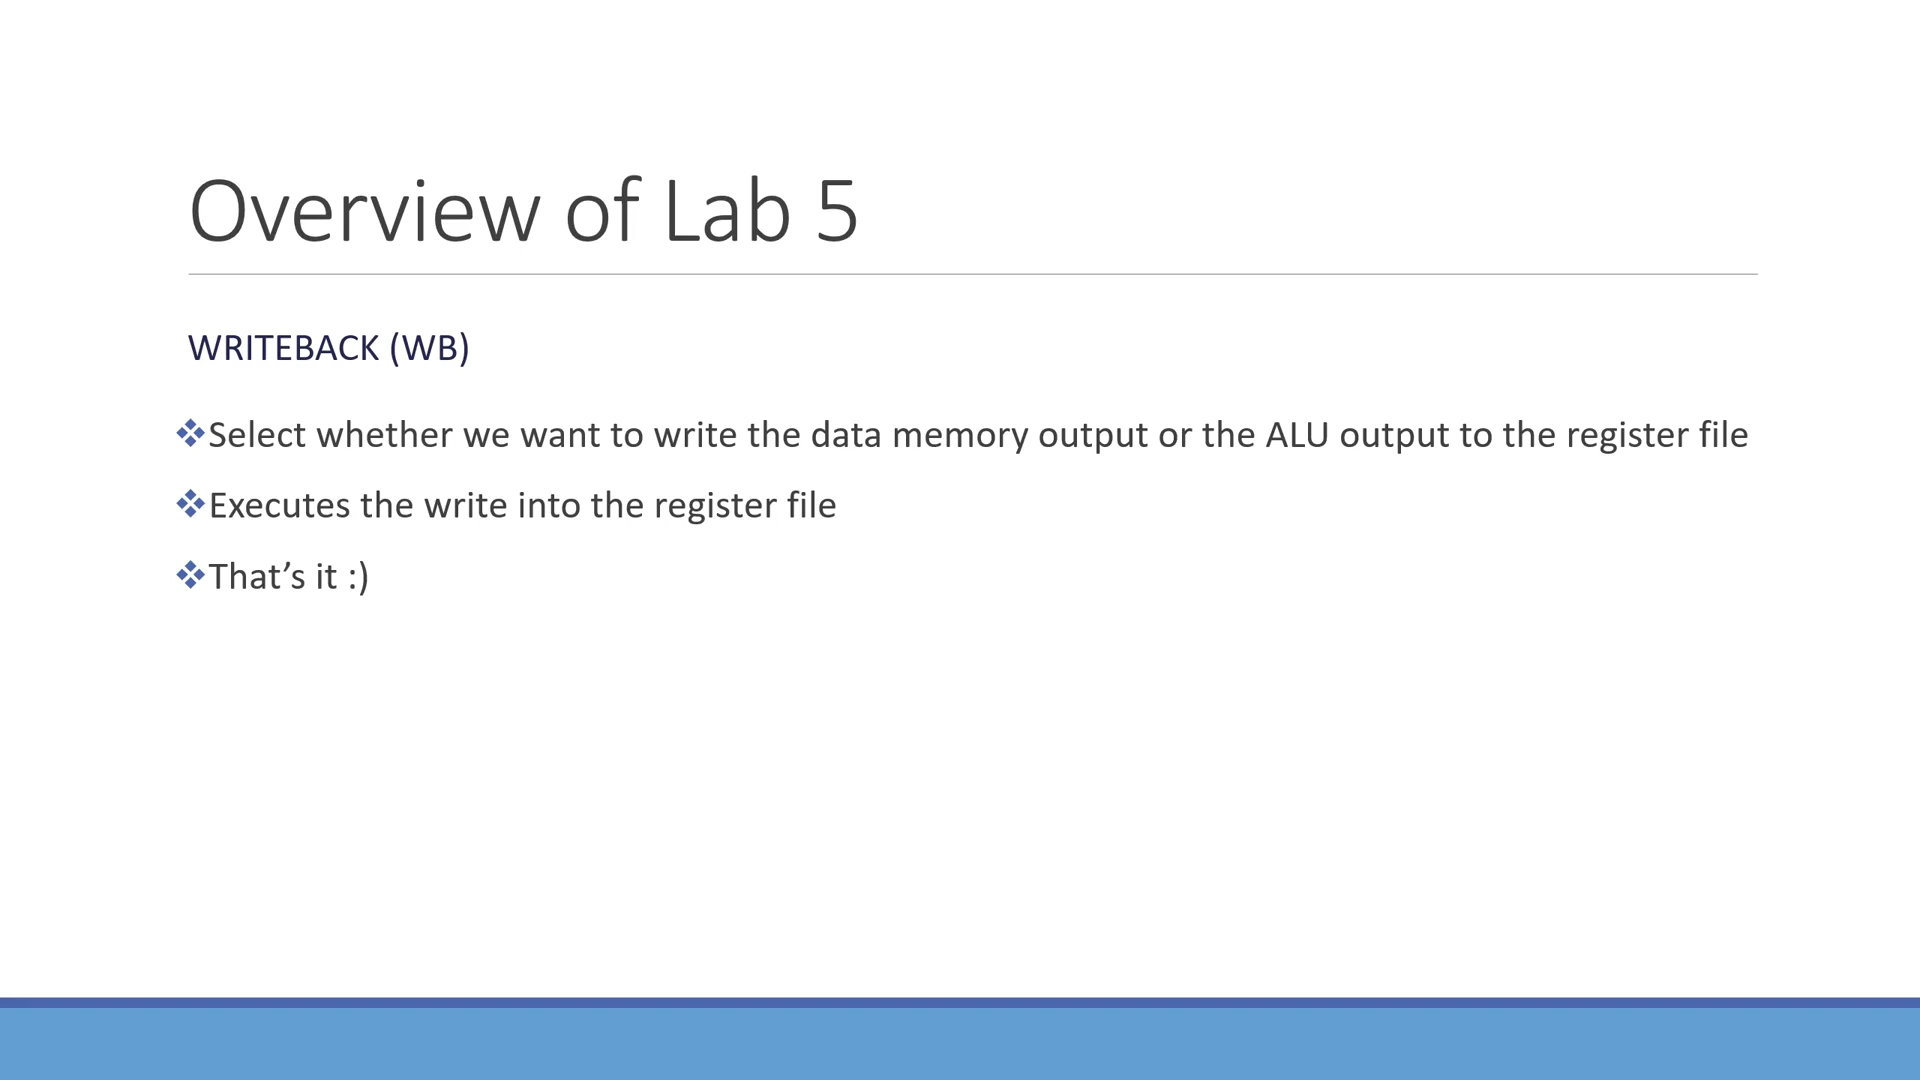 Overview of Lab 5
WRITEBACK (WB)
❖Select whether we want to write the data memory output or the ALU output to the register file
❖Executes the write into the register file
❖That’s it :)